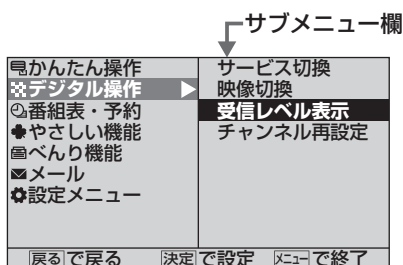 サブメニュー欄
かんたん操作
デジタル操作
番組表・予約
やさしい機能
べんり機能
メール
設定メニュー
サービス切換
映像切換
受信レベル表示
チャンネル再設定
戻る で戻る 決定 で設定 メニュー で終了